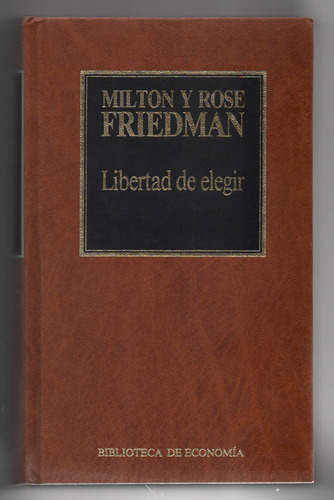 MILTON Y ROSE
FRIEDMAN
Libertad de elegir
BIBLIOTECA DE ECONOMÍA